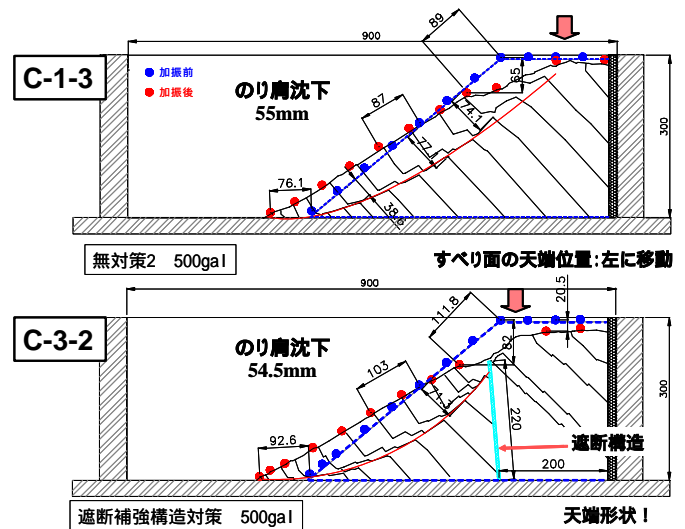 C-1-3
900
89
加振前
加振後
のり肩沈下
55mm
65
87
74.1
77
300
76.1
38.6
無対策2 500gal
すべり面の天端位置:左に移動
900
20.5
C-3-2
111.8
のり肩沈下
54.5mm
82
103
300
92.6
220
遮断構造
200
遮断補強構造対策 500gal
天端形状!